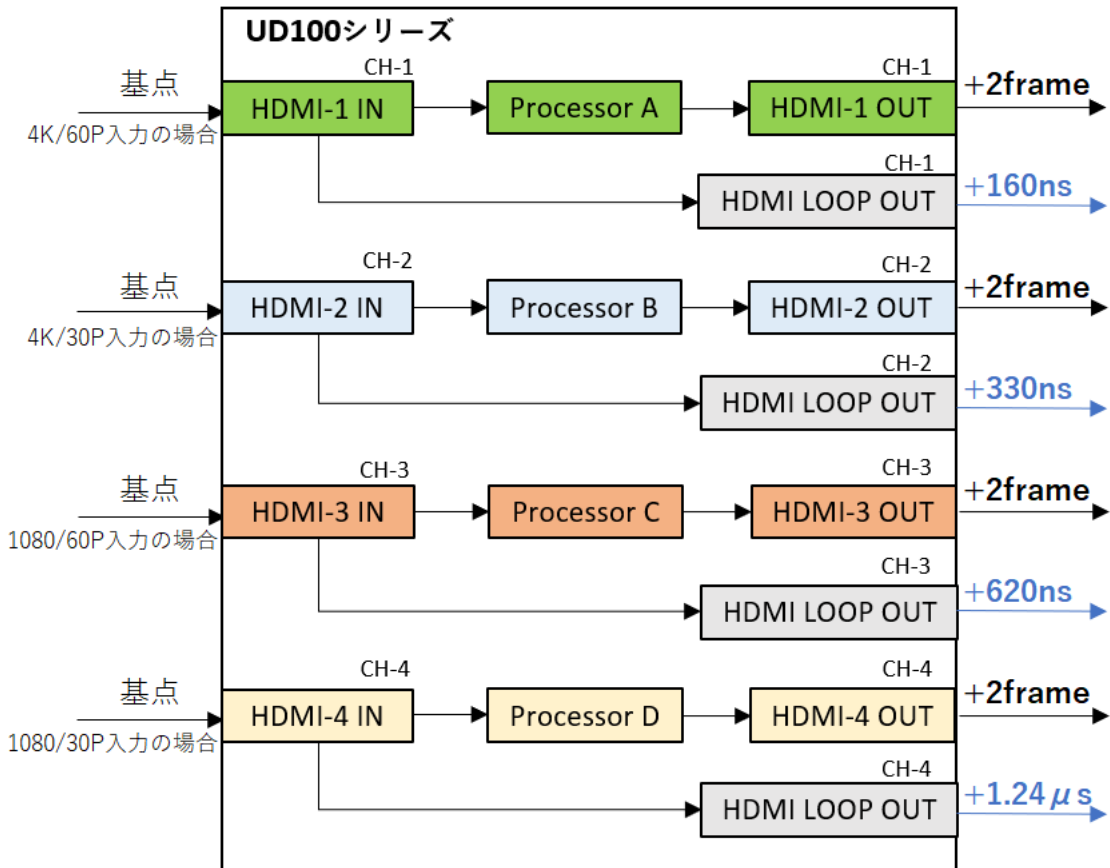 UD100シリーズ
CH-1
CH-1
基点
HDMI-1 IN
Processor A
HDMI-1 OUT
+2frame
4K/60P入力の場合
CH-1
HDMI LOOP OUT
+160ns
CH-2
CH-2
基点
HDMI-2 IN
Processor B
HDMI-2 OUT
+2frame
4K/30P入力の場合
CH-2
HDMI LOOP OUT
+330ns
CH-3
CH-3
基点
HDMI-3 IN
Processor C
HDMI-3 OUT
+2frame
1080/60P入力の場合
CH-3
HDMI LOOP OUT
+620ns
CH-4
CH-4
基点
HDMI-4 IN
Processor D
HDMI-4 OUT
+2frame
1080/30P入力の場合
CH-4
HDMI LOOP OUT
+1.24μs